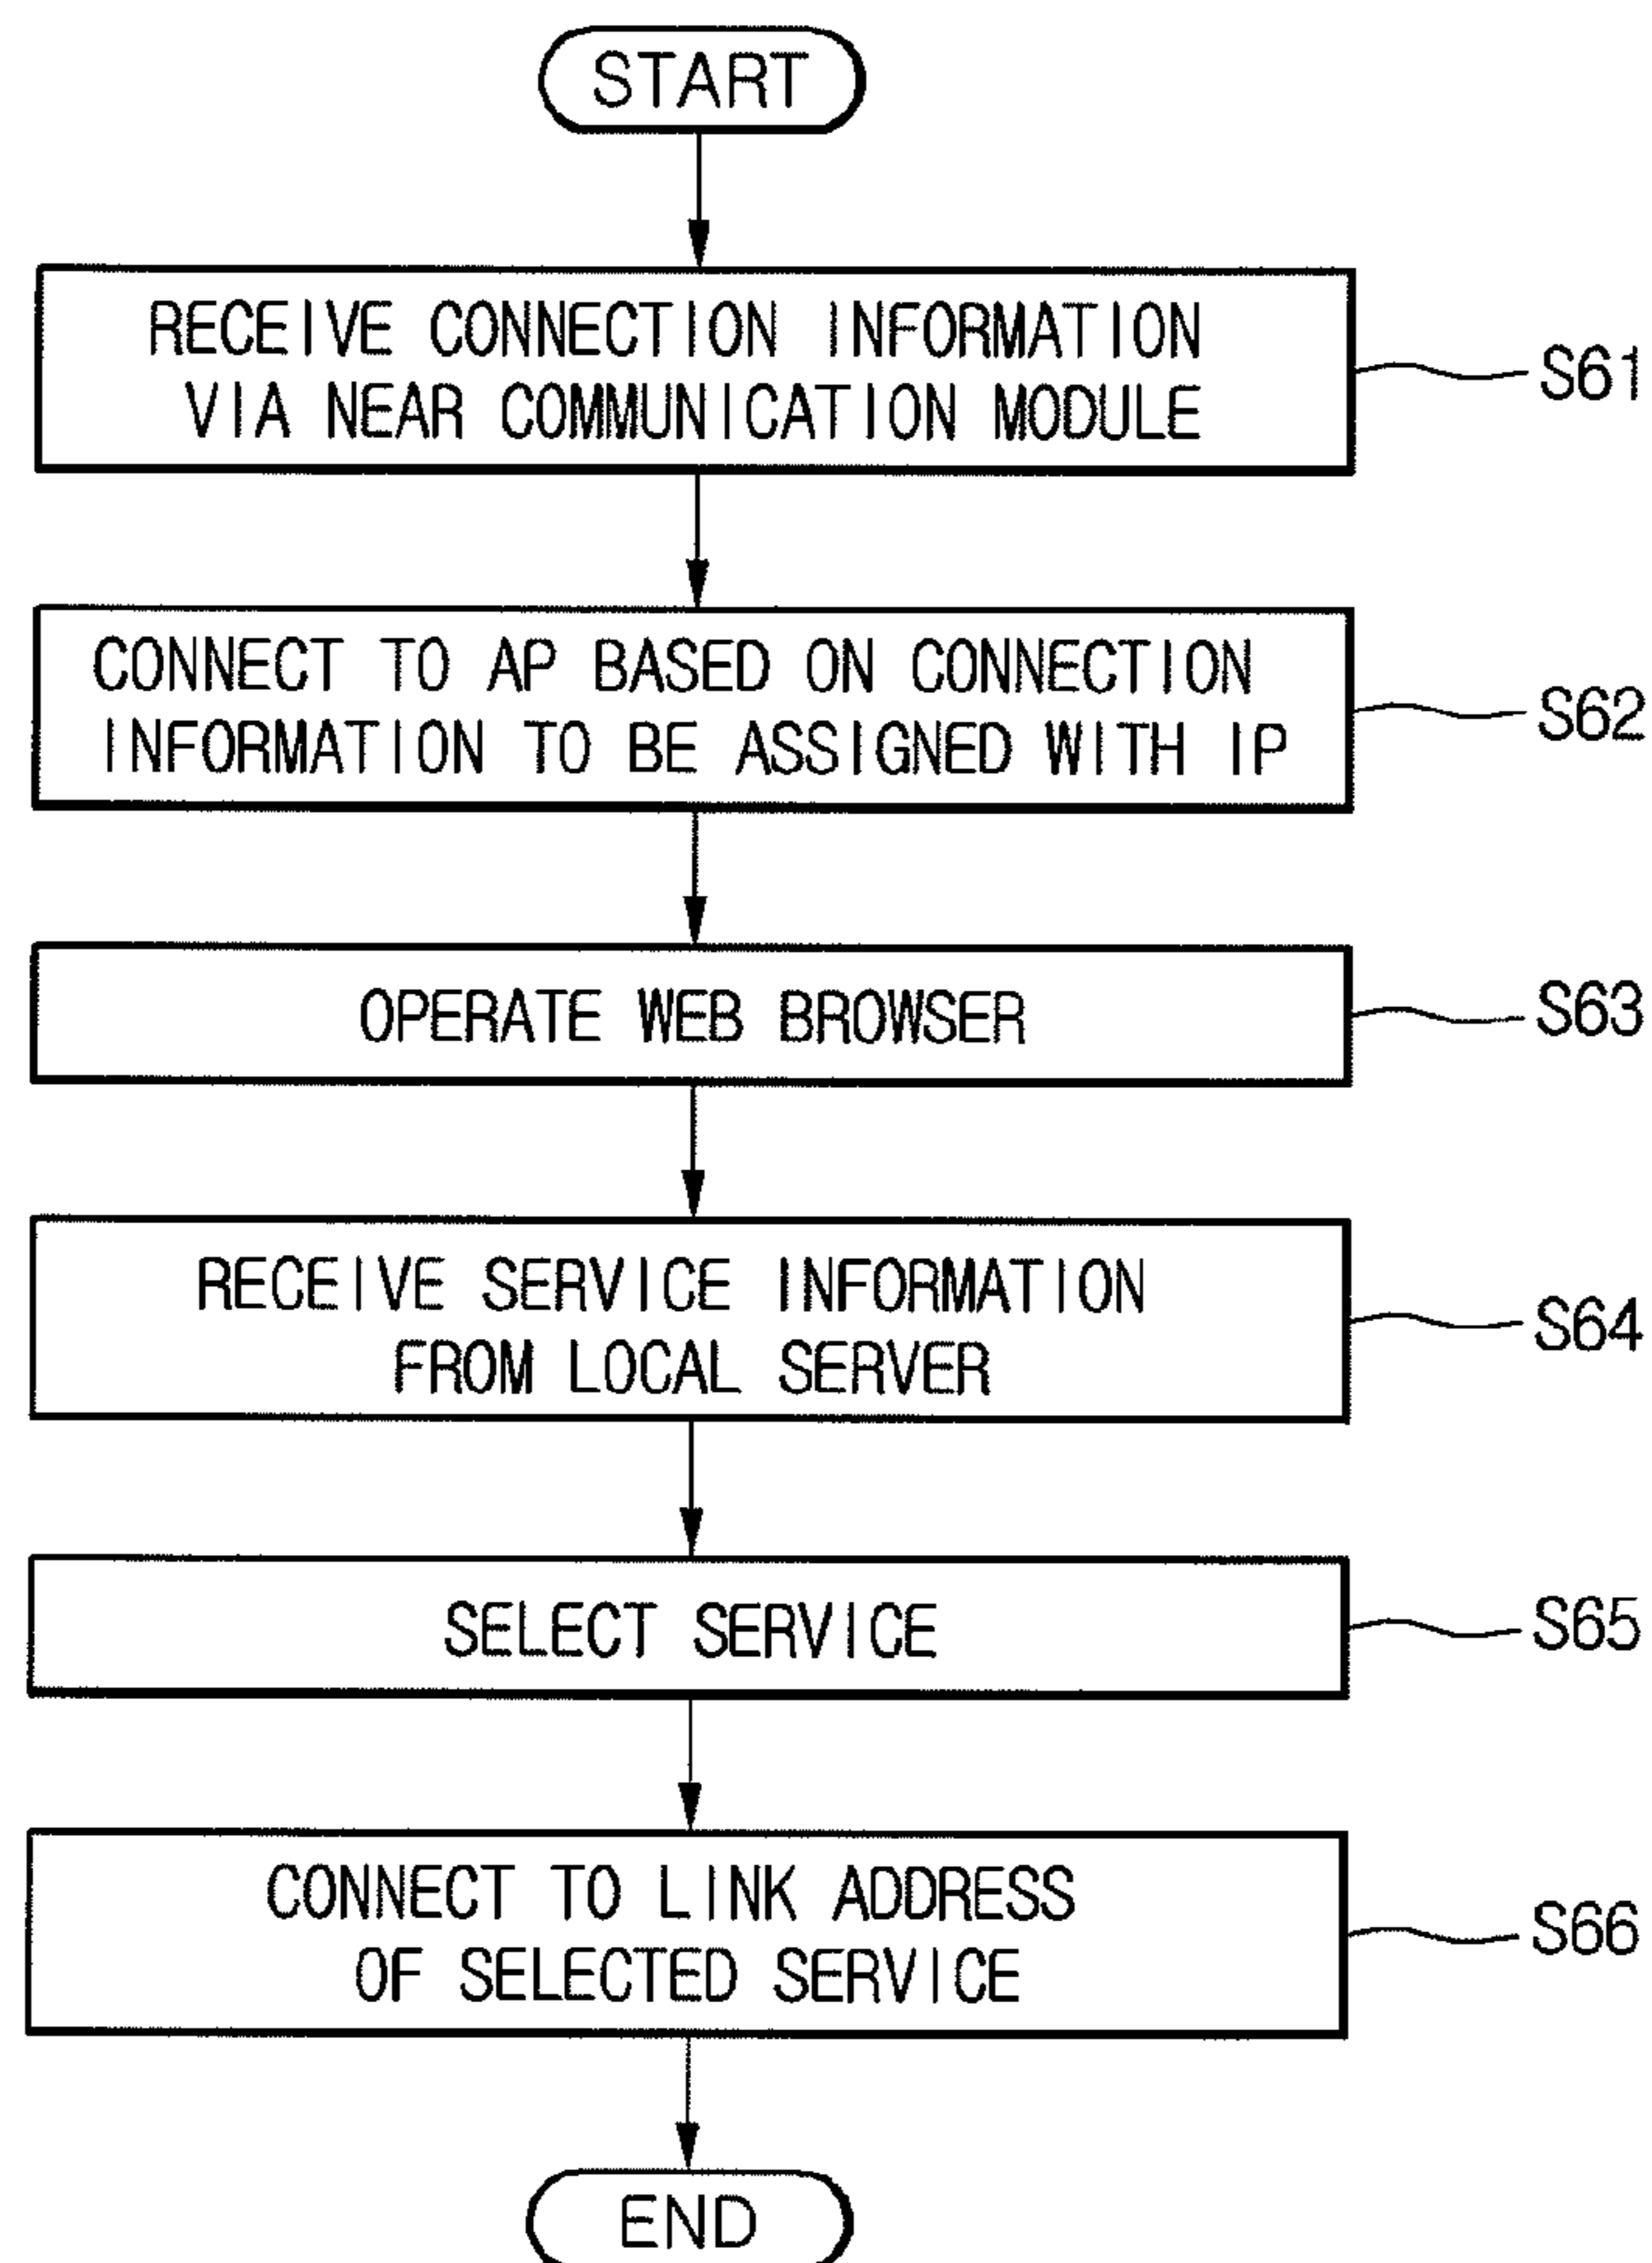 START
RECEIVE CONNECTION INFORMATION
VIA NEAR COMMUNICATION MODULE
S61
CONNECT TO AP BASED ON CONNECTION
INFORMATION TO BE ASSIGNED WITH IP
S62
OPERATE WEB BROWSER
S63
RECEIVE SERVICE INFORMATION
FROM LOCAL SERVER
S64
SELECT SERVICE
S65
CONNECT TO LINK ADDRESS
OF SELECTED SERVICE
S66
END